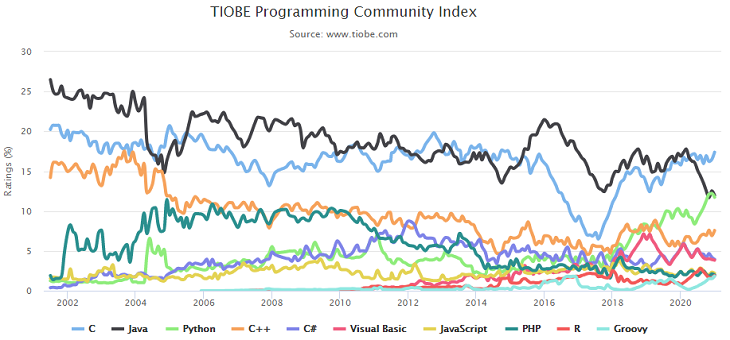 TIOBE Programming Community Index
Source: www.tiobe.com
Ratings (%)
30
25
20
15
10
5
0
2002 2004 2006 2008 2010 2012 2014 2016 2018 2020
C Java Python C++ C# Visual Basic JavaScript PHP R Groovy